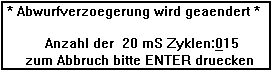 * Abwurfverzoegerung wird geaendert *
Anzahl der 20 mS Zyklen:015
zum Abbruch bitte ENTER druecken